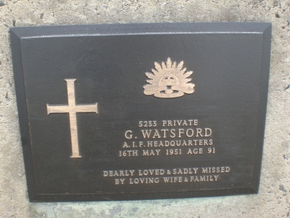 5253 PRIVATE
G. WATSFORD
A.I.F. HEADQUARTERS
16TH MAY 1951 AGE 91
DEARLY LOVED & SADLY MISSED
BY LOVING WIFE & FAMILY